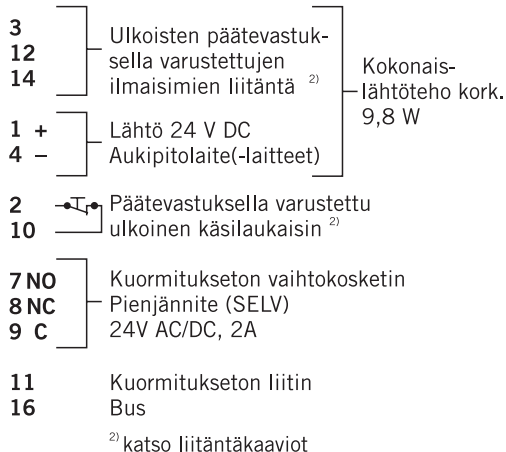 3
12
14
Ulkoisten päätevastuk-
sella varustettujen
ilmaisimien liitäntä 2)
Kokonais-
lähtöteho kork.
9,8 W
1 +
4 –
Lähtö 24 V DC
Aukipitolaite(-laitteet)
2
10
Päätevastuksella varustettu
ulkoinen käsilaukaisin 2)
7 NO
8 NC
9 C
Kuormitukseton vaihtokosketin
Pienjännite (SELV)
24V AC/DC, 2A
11 Kuormitukseton liitin
16 Bus
2) katso liitäntäkaaviot